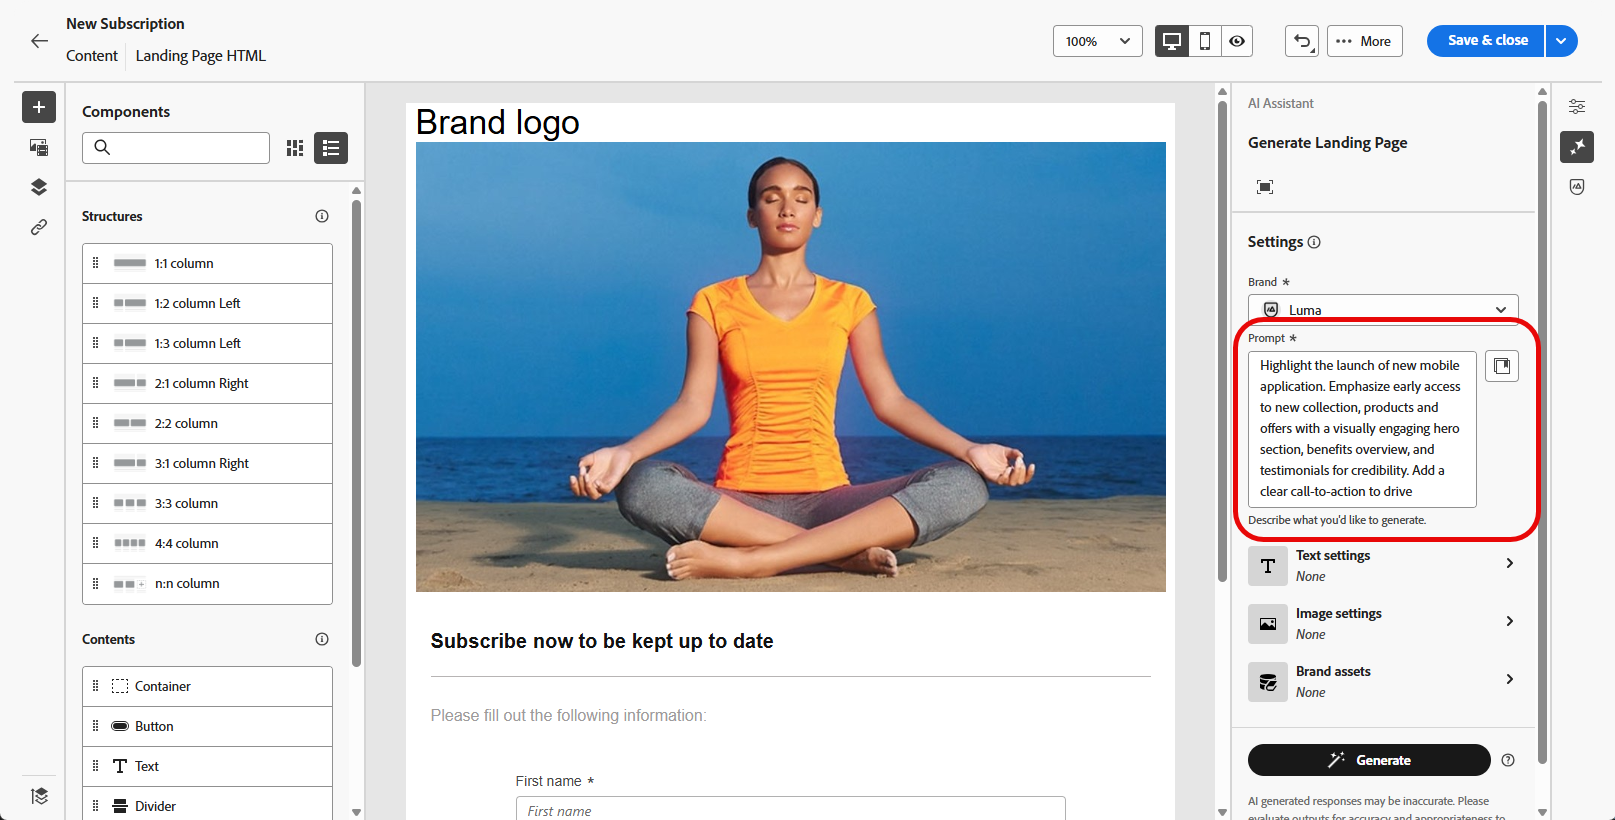 New Subscription
Content
Landing Page HTML
100%
More
Save & close
Components
Structures
1:1 column
1:2 column Left
1:3 column Left
2:1 column Right
2:2 column
3:1 column Right
3:3 column
4:4 column
n:n column
Contents
Container
Button
Text
Divider
Brand logo
Subscribe now to be kept up to date
Please fill out the following information:
First name *
First name
AI Assistant
Generate Landing Page
Settings
Brand *
Luma
Prompt *
Highlight the launch of new mobile
application. Emphasize early access
to new collection, products and
offers with a visually engaging hero
section, benefits overview, and
testimonials for credibility. Add a
clear call-to-action to drive
Describe what you'd like to generate.
Text settings
None
Image settings
None
Brand assets
None
Generate
AI generated responses may be inaccurate. Please
evaluate outputs for accuracy and appropriateness to